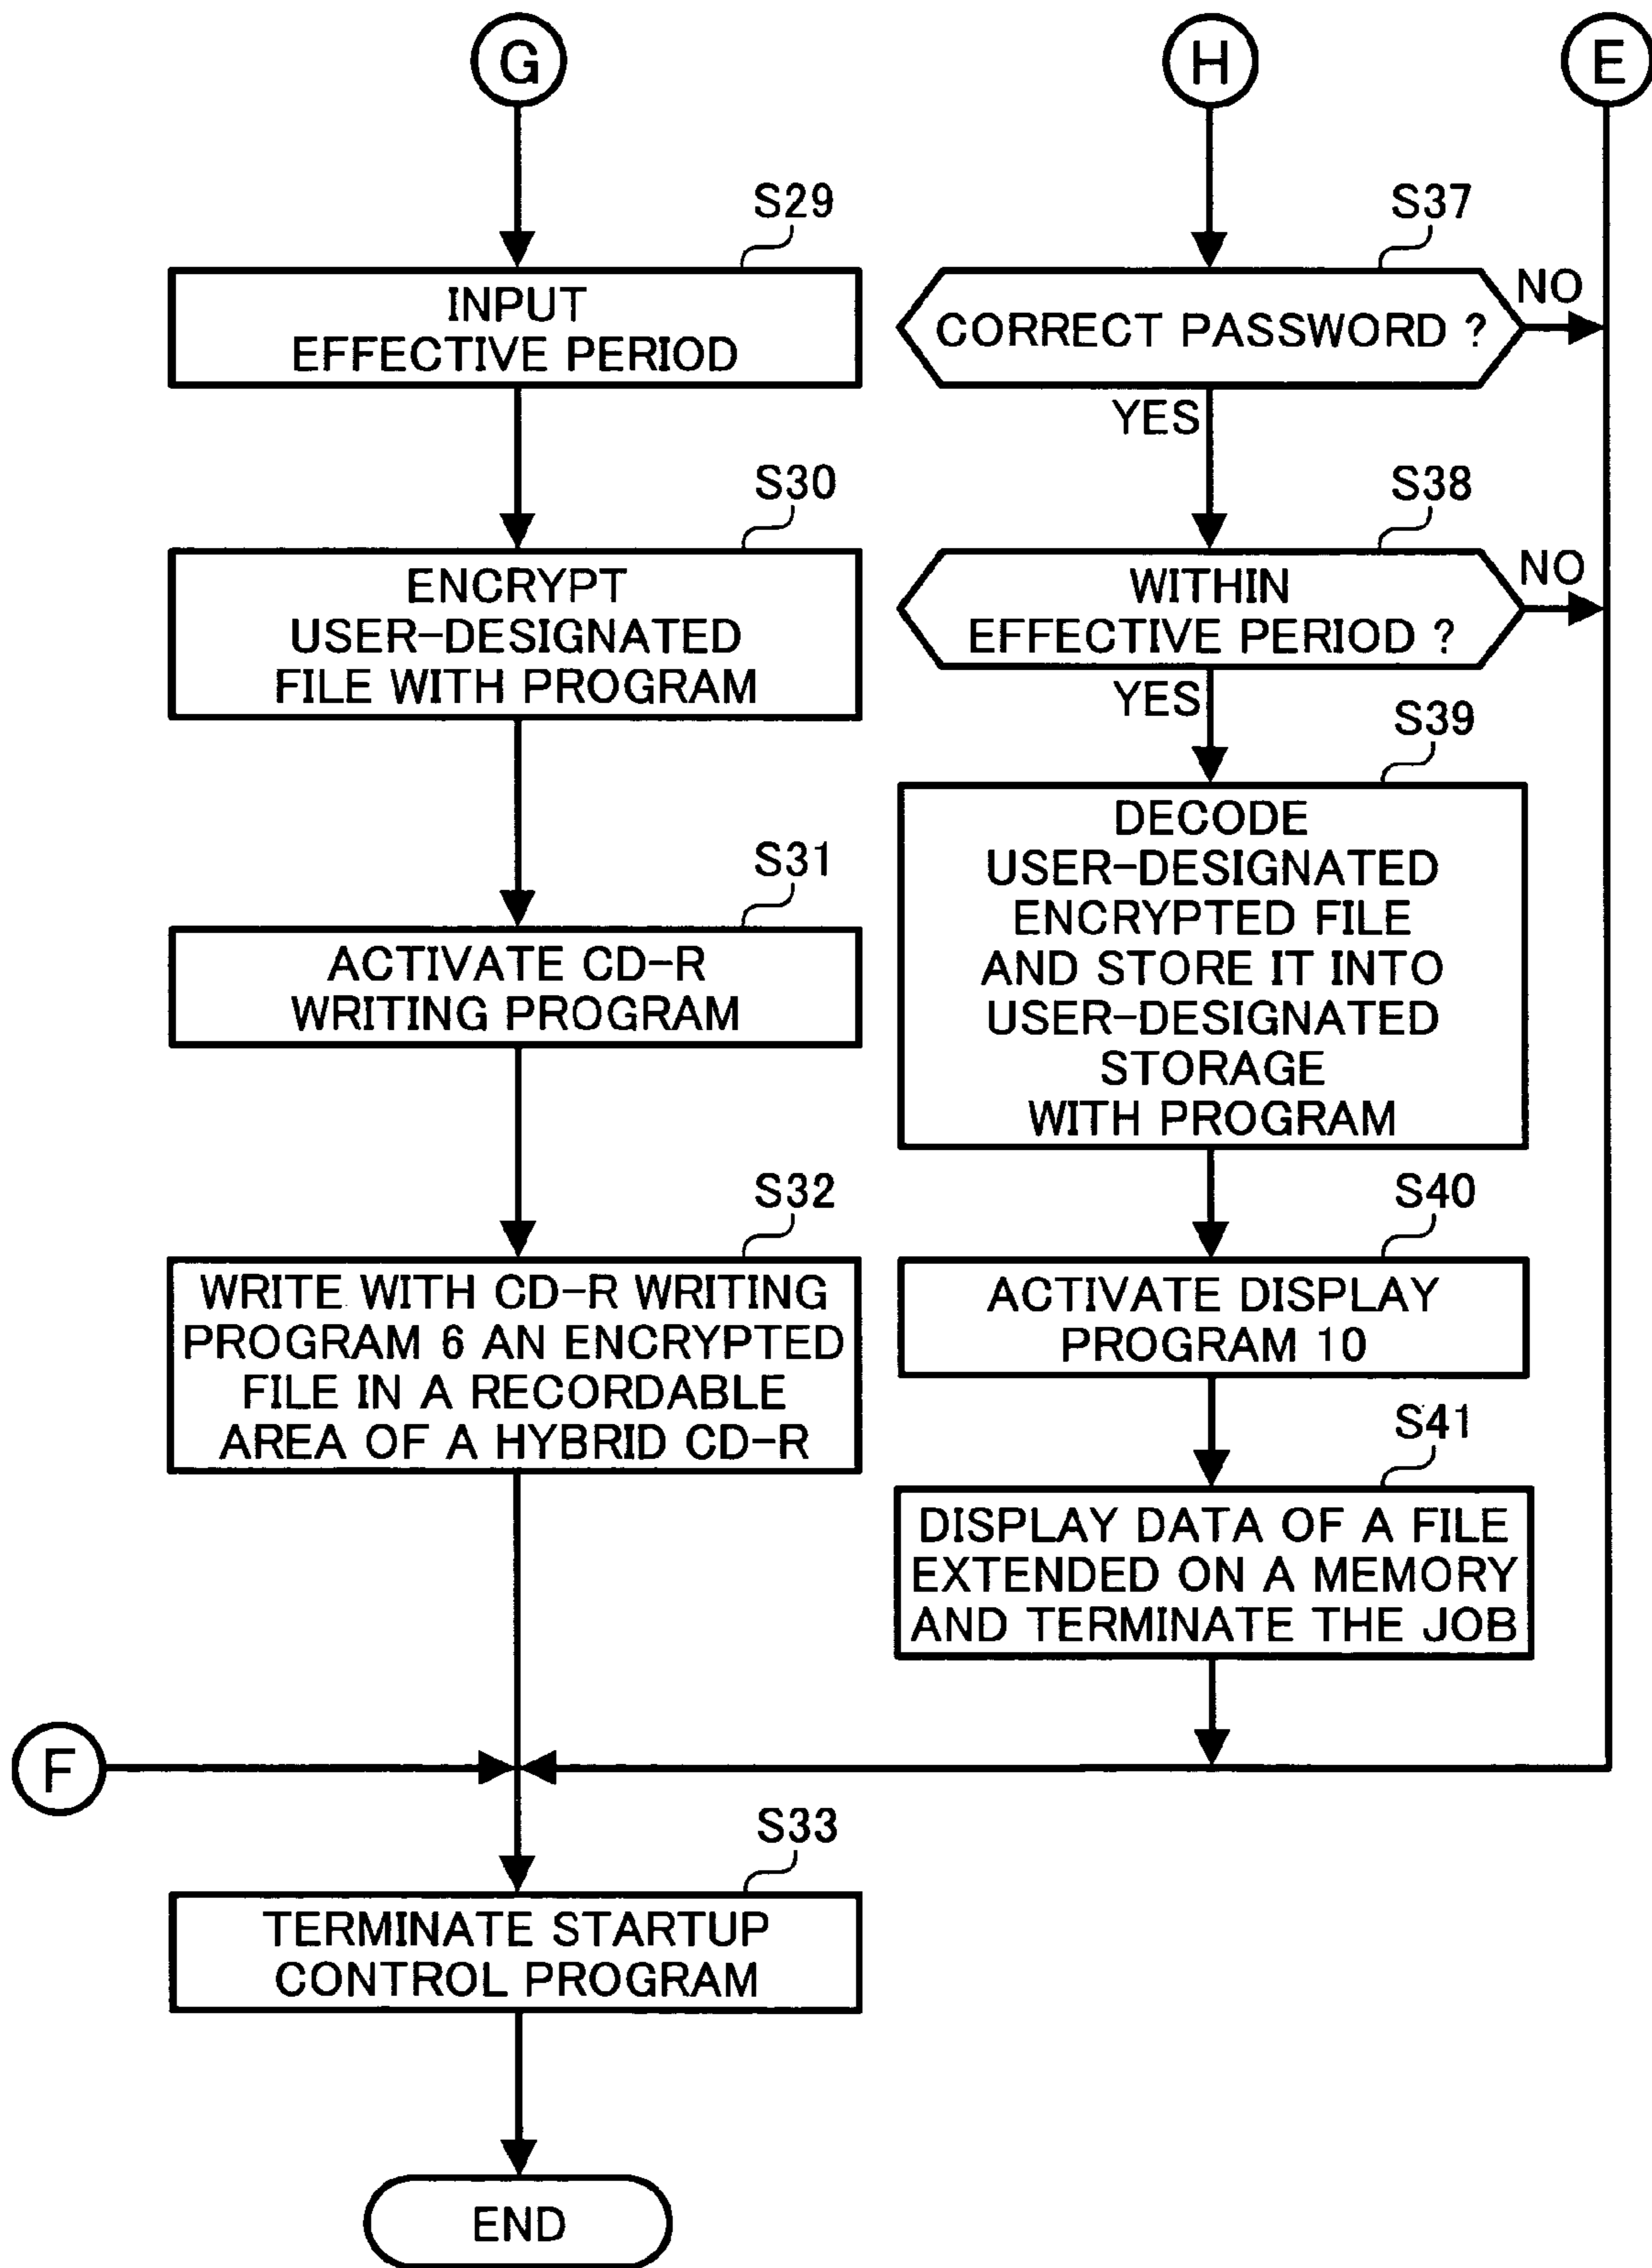 G
H
E
S29
INPUT
EFFECTIVE PERIOD
S30
ENCRYPT
USER-DESIGNATED
FILE WITH PROGRAM
S31
ACTIVATE CD-R
WRITING PROGRAM
S32
WRITE WITH CD-R WRITING
PROGRAM 6 AN ENCRYPTED
FILE IN A RECORDABLE
AREA OF A HYBRID CD-R
S37
CORRECT PASSWORD ?
NO
YES
S38
WITHIN
EFFECTIVE PERIOD ?
NO
YES
S39
DECODE
USER-DESIGNATED
ENCRYPTED FILE
AND STORE IT INTO
USER-DESIGNATED
STORAGE
WITH PROGRAM
S40
ACTIVATE DISPLAY
PROGRAM 10
S41
DISPLAY DATA OF A FILE
EXTENDED ON A MEMORY
AND TERMINATE THE JOB
F
S33
TERMINATE STARTUP
CONTROL PROGRAM
END